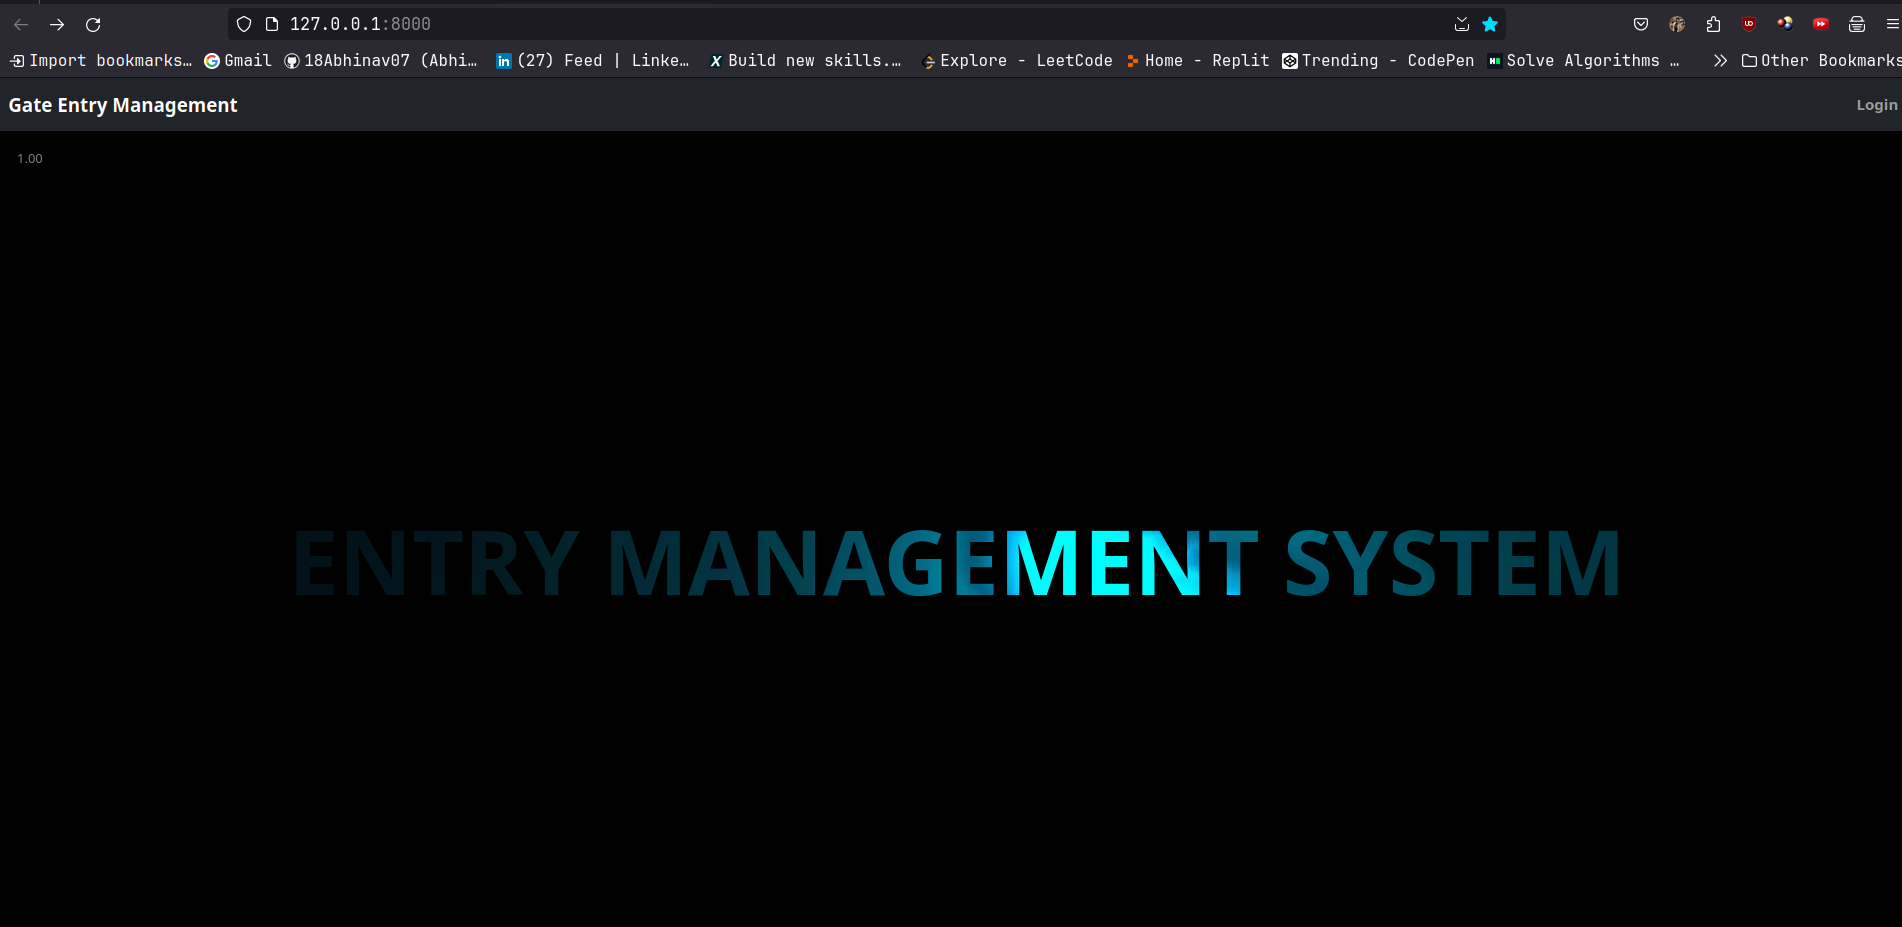 127.0.0.1:8000
Import bookmarks… Gmail 18Abhinav07 (Abhi… (27) Feed | Linke… Build new skills.… Explore - LeetCode Home - Replit Trending - CodePen Solve Algorithms … Other Bookmarks
Gate Entry Management Login
1.00
ENTRY MANAGEMENT SYSTEM